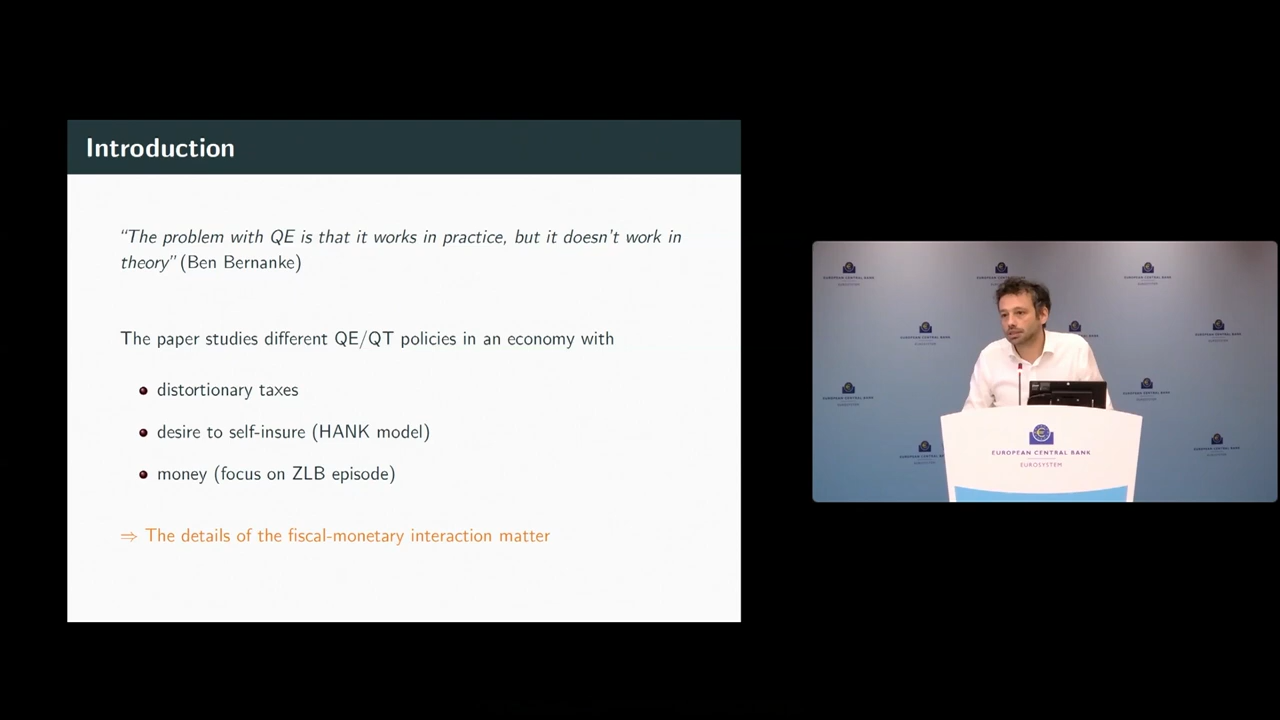 Introduction
“The problem with QE is that it works in practice, but it doesn’t work in
theory” (Ben Bernanke)
The paper studies different QE/QT policies in an economy with
distortionary taxes
desire to self-insure (HANK model)
money (focus on ZLB episode)
⇒ The details of the fiscal-monetary interaction matter
EUROPEAN CENTRAL BANK
EUROSYSTEM